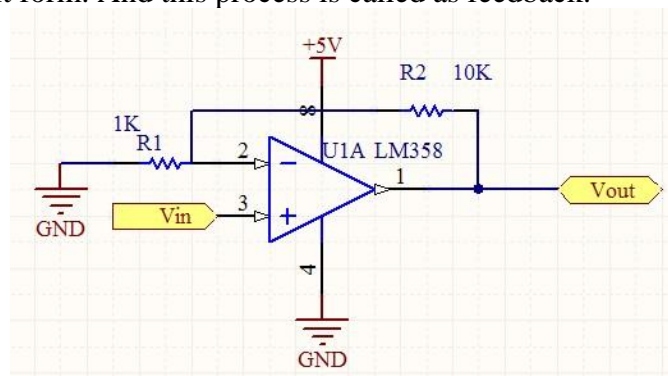 t form. And this process is called as feedback.
+5V
R2 10K
8
1K
R1
2
U1A LM358
1
Vout
Vin
3
GND
4
GND